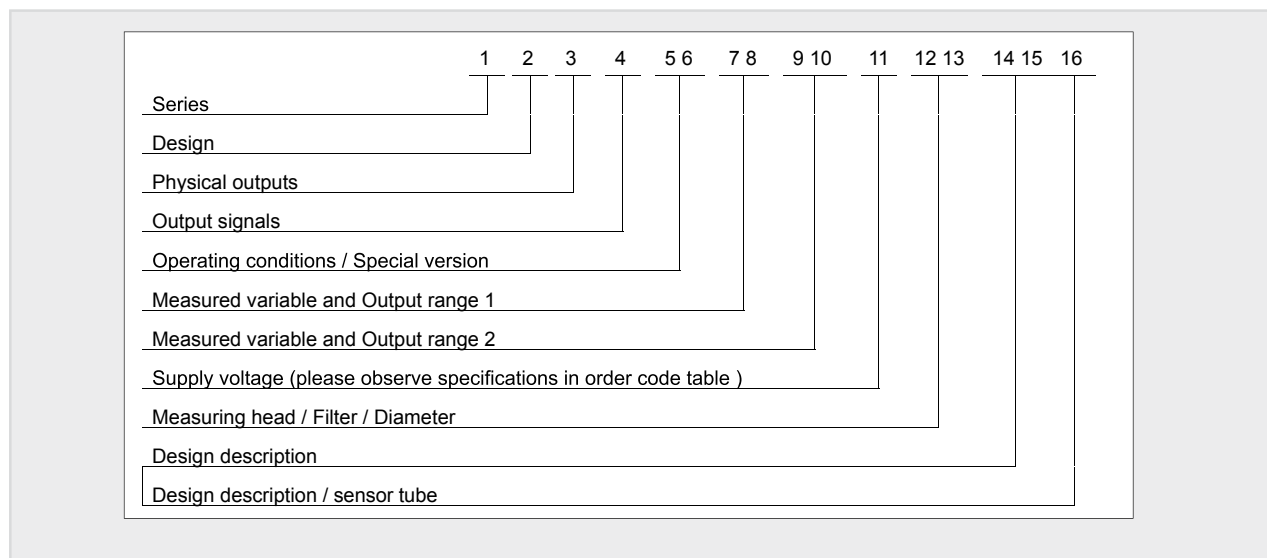 1 2 3 4 5 6 7 8 9 10 11 12 13 14 15 16
Series
Design
Physical outputs
Output signals
Operating conditions / Special version
Measured variable and Output range 1
Measured variable and Output range 2
Supply voltage (please observe specifications in order code table )
Measuring head / Filter / Diameter
Design description
Design description / sensor tube